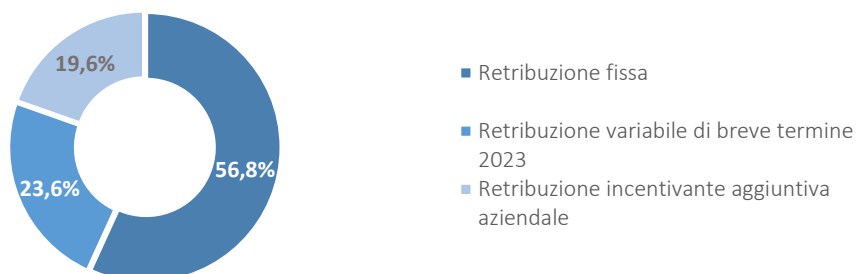 19,6%
56,8%
23,6%
Retribuzione fissa
Retribuzione variabile di breve termine
2023
Retribuzione incentivante aggiuntiva
aziendale